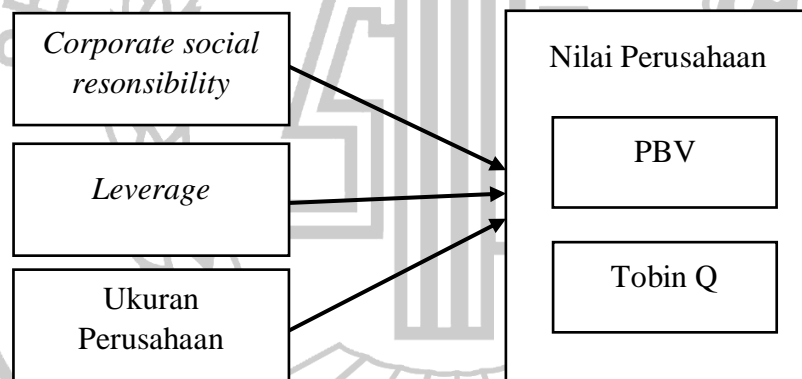 Corporate social
resonsibility
Leverage
Ukuran
Perusahaan
Nilai Perusahaan
PBV
Tobin Q